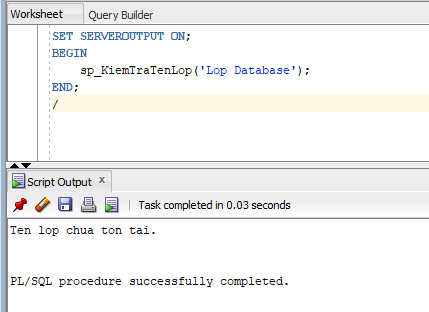 Worksheet Query Builder
SET SERVEROUTPUT ON;
BEGIN
sp_KiemTraTenLop('Lop Database');
END;
/
Script Output x
Task completed in 0.03 seconds
Ten lop chua ton tai.
PL/SQL procedure successfully completed.